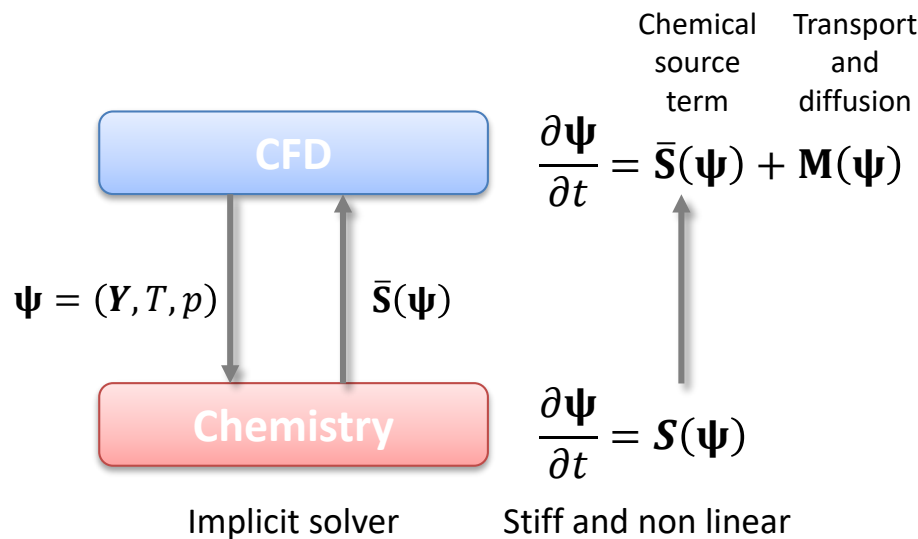 Chemical
source
term
Transport
and
diffusion
CFD
∂𝛙/∂t = S̄(𝛙) + M(𝛙)
𝛙 = (Y, T, p)
S̄(𝛙)
Chemistry
∂𝛙/∂t = S(𝛙)
Implicit solver
Stiff and non linear